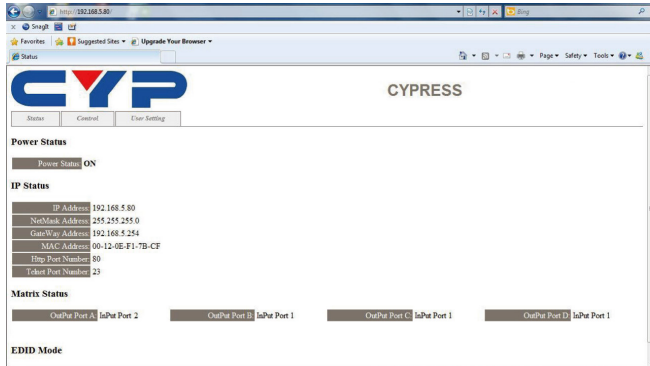 http://192.168.5.80/
Bing
SnagIt
Favorites Suggested Sites Upgrade Your Browser
Status Page Safety Tools
CYP CYPRESS
Status Control User Setting
Power Status
Power Status: ON
IP Status
IP Address: 192.168.5.80
NetMask Address: 255.255.255.0
GateWay Address: 192.168.5.254
MAC Address: 00-12-0E-F1-7B-CF
Http Port Number: 80
Telnet Port Number: 23
Matrix Status
OutPut Port A: InPut Port 2 OutPut Port B: InPut Port 1 OutPut Port C: InPut Port 1 OutPut Port D: InPut Port 1
EDID Mode